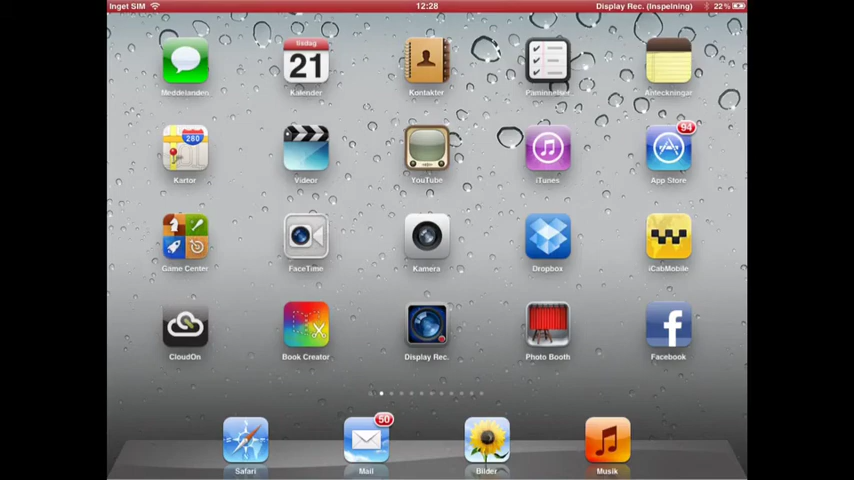 Inget SIM 12:28 Display Rec. (Inspelning) 22%
tisdag
21
94
280
Meddelanden Kalender Kontakter Påminnelser Anteckningar
Kartor Videor YouTube iTunes App Store
Game Center FaceTime Kamera Dropbox iCabMobile
CloudOn Book Creator Display Rec. Photo Booth Facebook
50
Safari Mail Bilder Musik